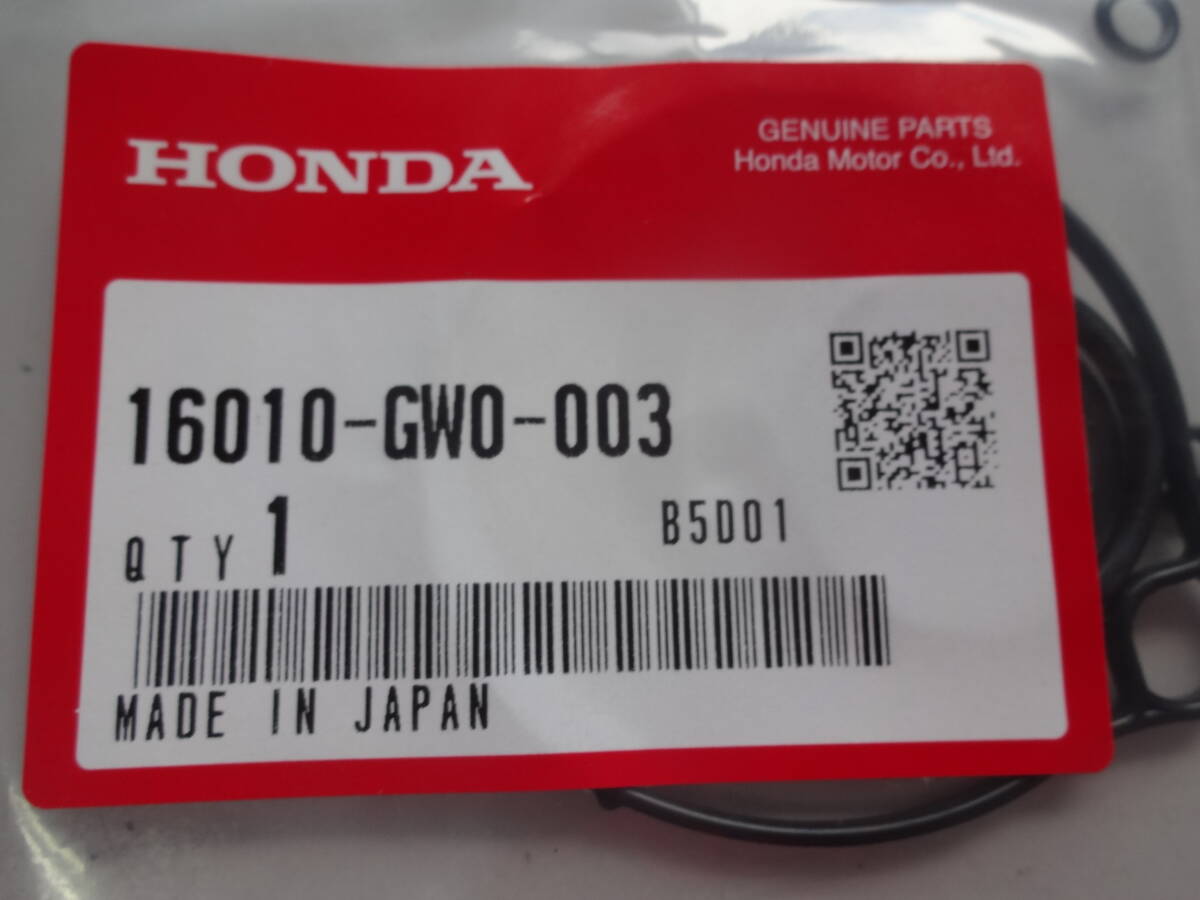 HONDA
GENUINE PARTS
Honda Motor Co., Ltd.
16010-GW0-003
QTY 1
B5D01
MADE IN JAPAN